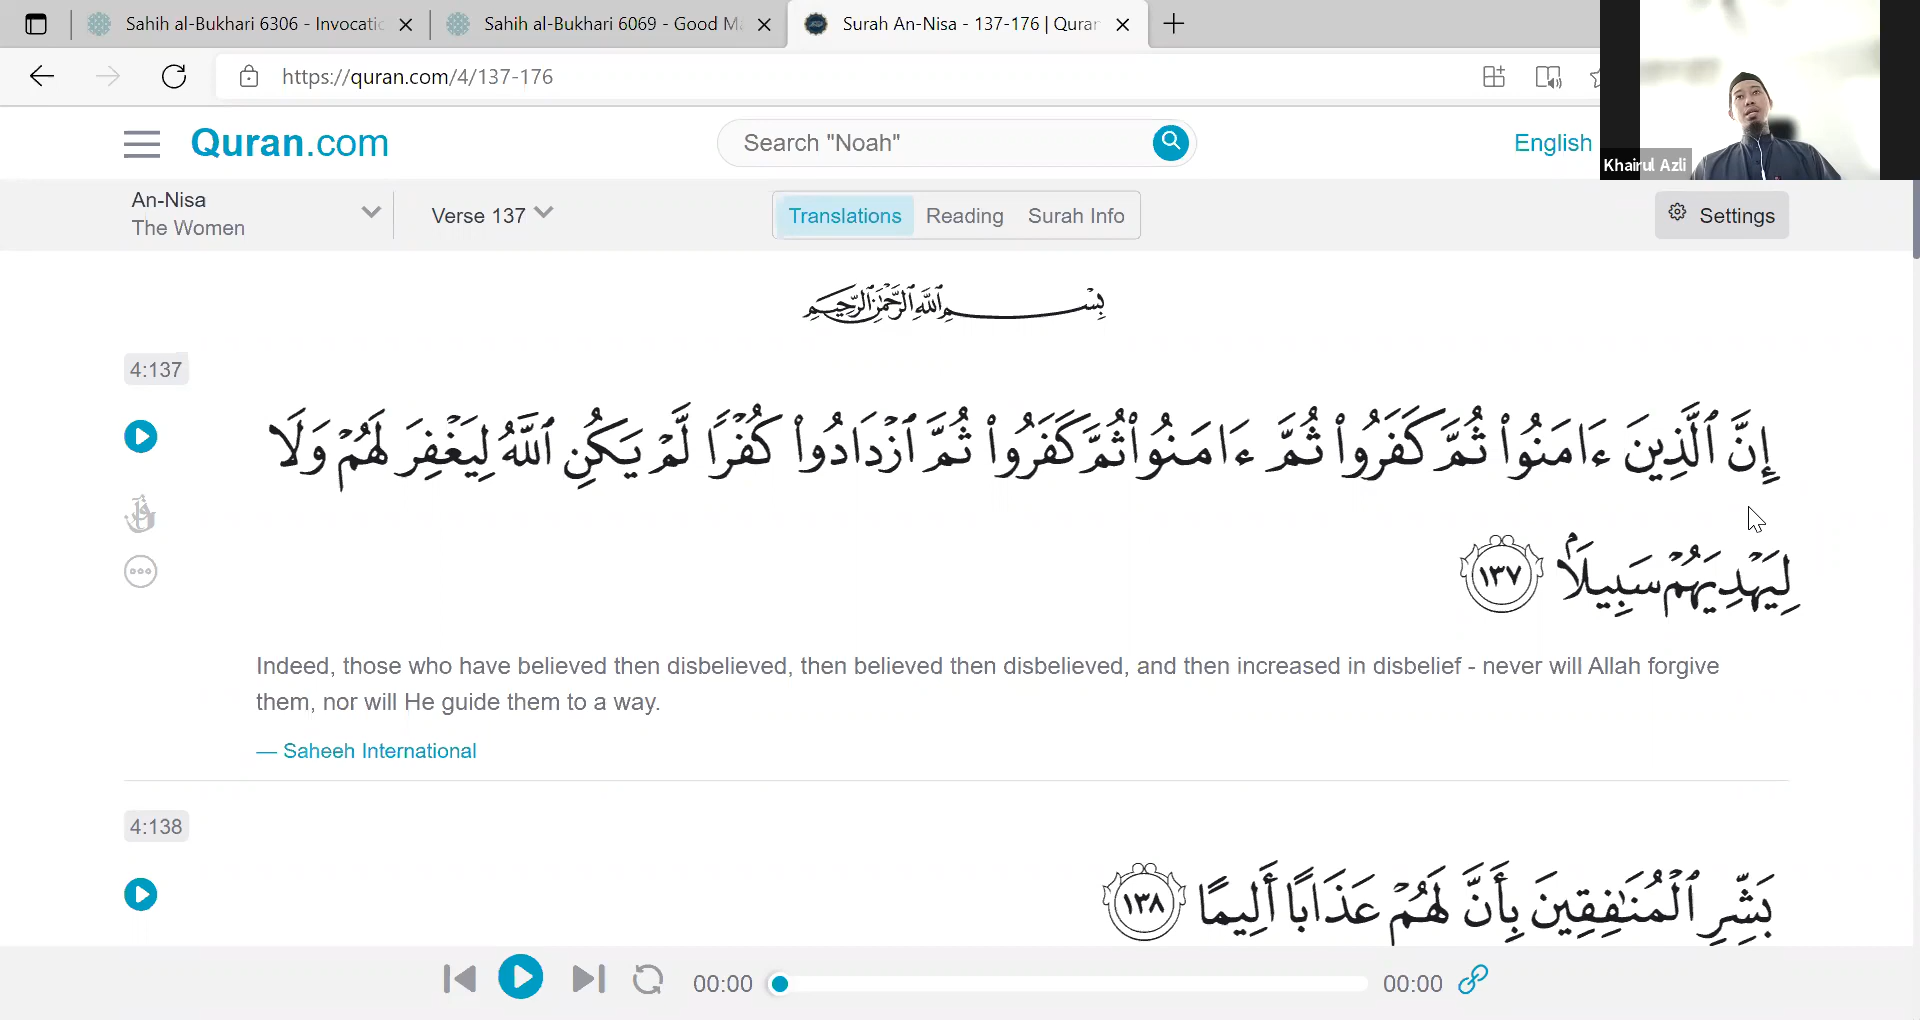 Sahih al-Bukhari 6306 - Invocatic
Sahih al-Bukhari 6069 - Good Ma
Surah An-Nisa - 137-176 | Quran
https://quran.com/4/137-176
Quran.com
Search "Noah"
English
Khairul Azli
An-Nisa
The Women
Verse 137
Translations
Reading
Surah Info
Settings
بِسْمِ ٱللَّهِ ٱلرَّحْمَٰنِ ٱلرَّحِيمِ
4:137
إِنَّ ٱلَّذِينَ ءَامَنُوا۟ ثُمَّ كَفَرُوا۟ ثُمَّ ءَامَنُوا۟ ثُمَّ كَفَرُوا۟ ثُمَّ ٱزْدَادُوا۟ كُفْرًا لَّمْ يَكُنِ ٱللَّهُ لِيَغْفِرَ لَهُمْ وَلَا
لِيَهْدِيَهُمْ سَبِيلًۢا ١٣٧
Indeed, those who have believed then disbelieved, then believed then disbelieved, and then increased in disbelief - never will Allah forgive
them, nor will He guide them to a way.
— Saheeh International
4:138
بَشِّرِ ٱلْمُنَٰفِقِينَ بِأَنَّ لَهُمْ عَذَابًا أَلِيمًا ١٣٨
00:00
00:00